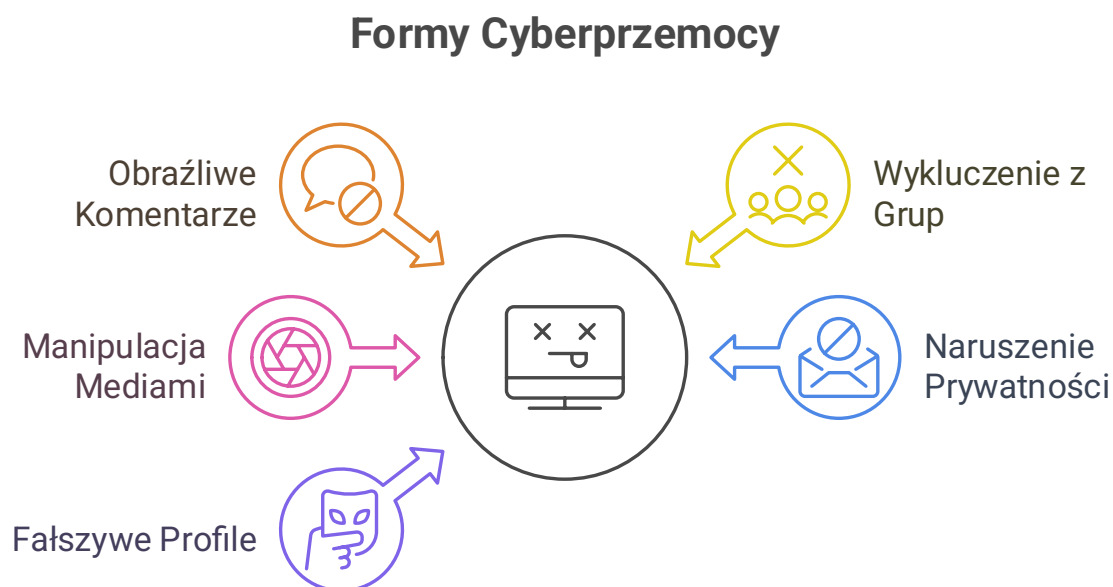 Formy Cyberprzemocy
Obraźliwe
Komentarze
Manipulacja
Mediami
Fałszywe Profile
Wykluczenie z
Grup
Naruszenie
Prywatności